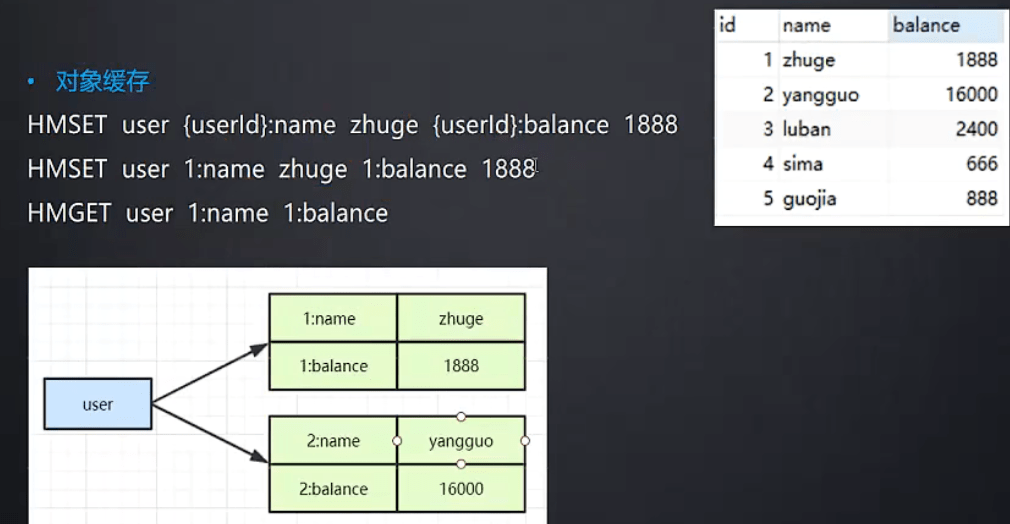 • 对象缓存
HMSET user {userId}:name zhuge {userId}:balance 1888
HMSET user 1:name zhuge 1:balance 1888
HMGET user 1:name 1:balance
id name balance
1 zhuge 1888
2 yangguo 16000
3 luban 2400
4 sima 666
5 guojia 888
user
1:name zhuge
1:balance 1888
2:name yangguo
2:balance 16000